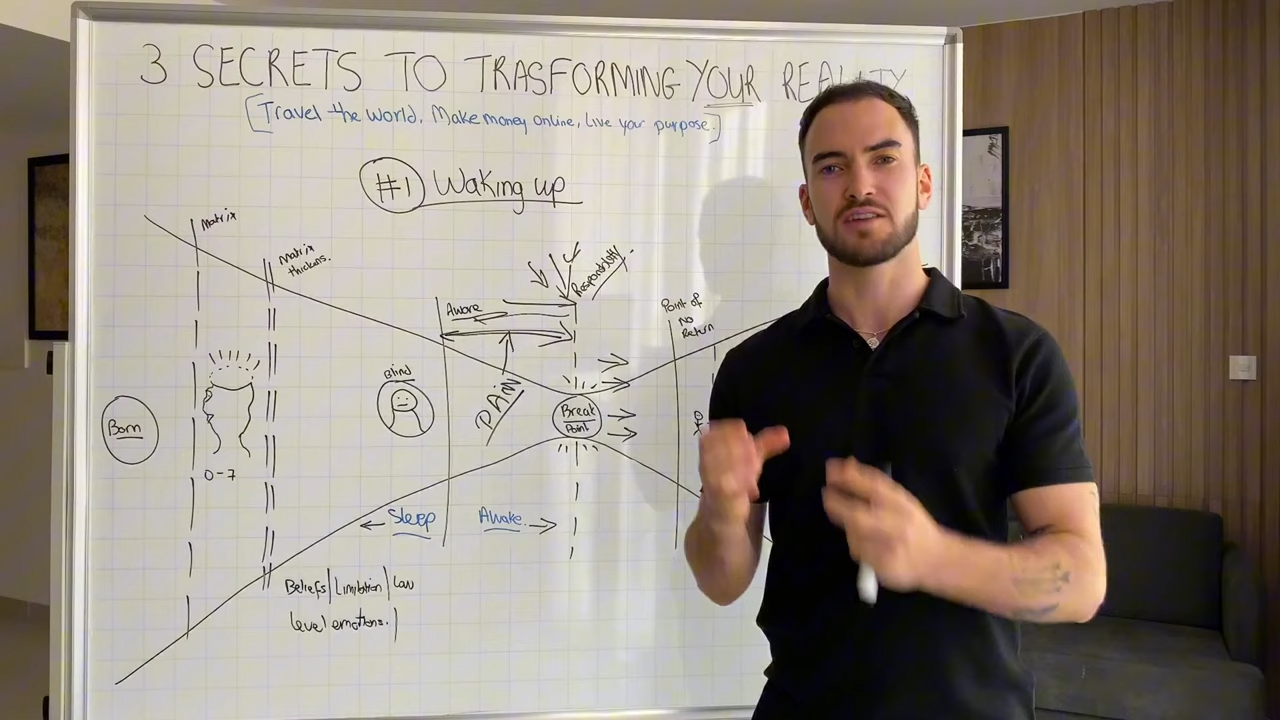 3 SECRETS TO TRASFORMING YOUR REALITY
[Travel the world, Make money online, Live your purpose.]
#1 Waking up
Matrix
Matrix
thickens.
Aware
Responsibility
Point of
No
Return
Blind
PAiN
Born
Break
Point
0-7
← Sleep
Awake →
Beliefs | Limitation | Low
level emotions. |